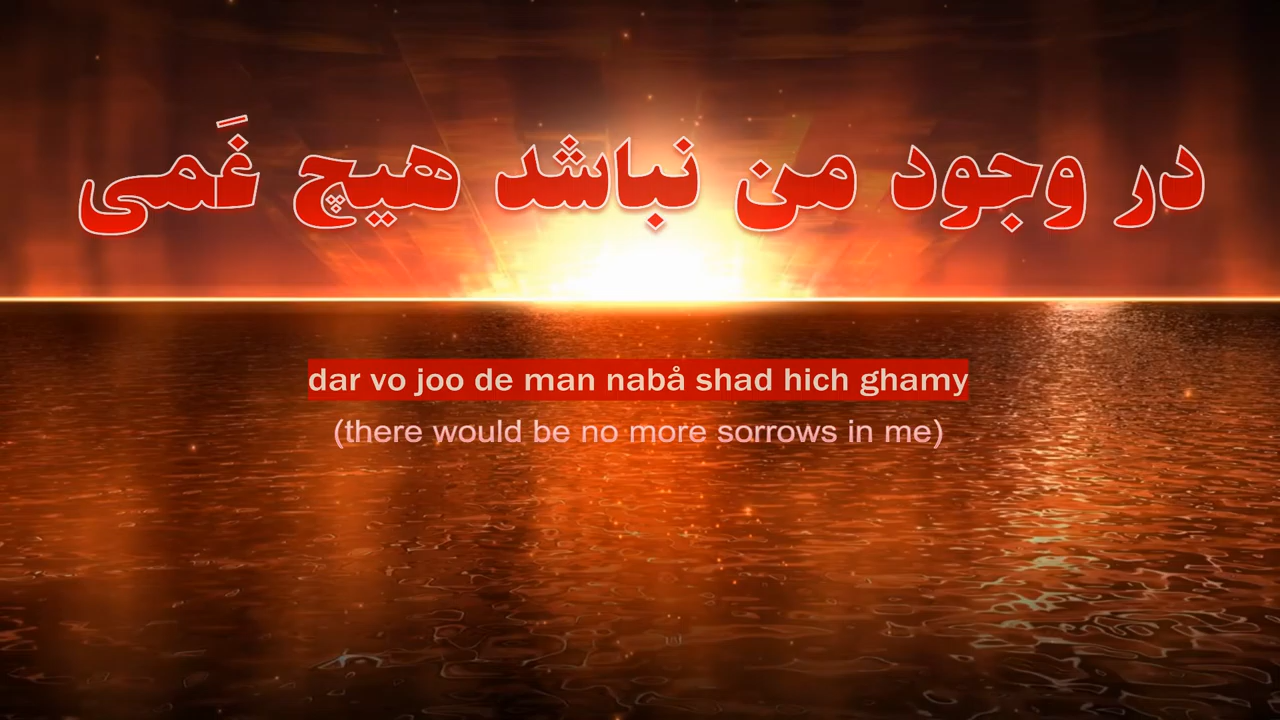 در وجود من نباشد هیچ غَمی
dar vo joo de man nabå shad hich ghamy
(there would be no more sorrows in me)